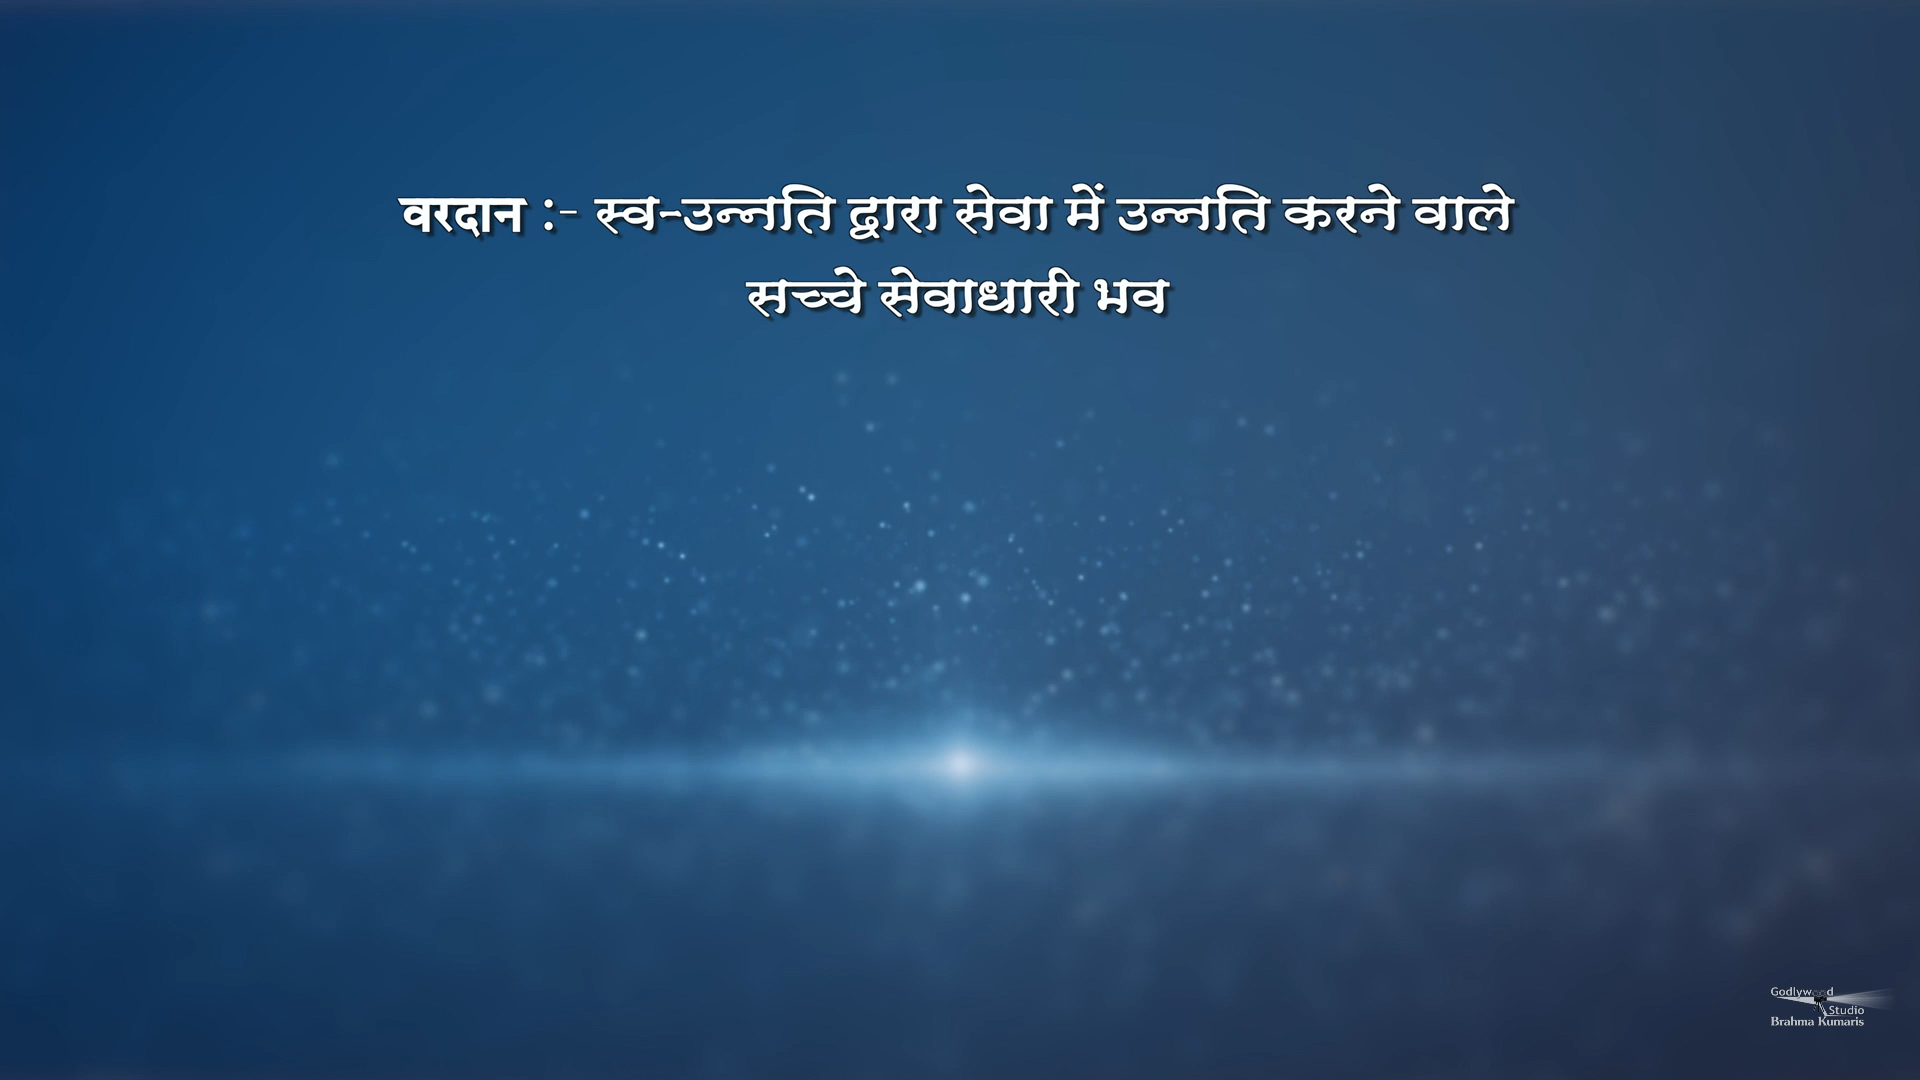 वरदान :- स्व-उन्नति द्वारा सेवा में उन्नति करने वाले
सच्चे सेवाधारी भव
Godlywood
Studio
Brahma Kumaris